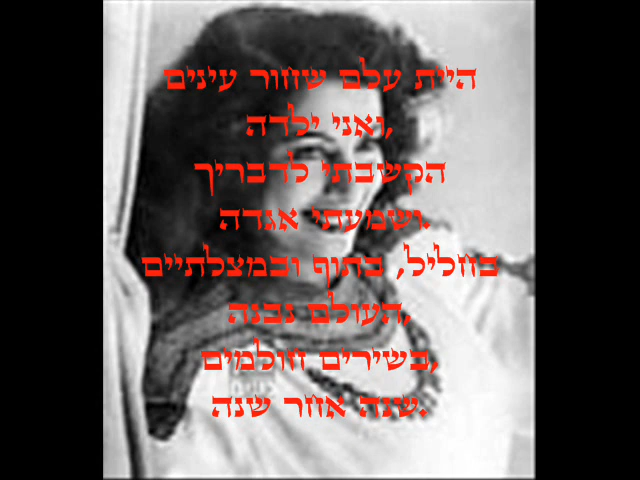 היית עלם שחור עינים
ואני ילדה,
הקשבתי לדבריך
ושמעתי אגדה.
בחליל, בתוף ובמצלתיים
העולם נבנה,
בשירים חולמים,
שנה אחר שנה.